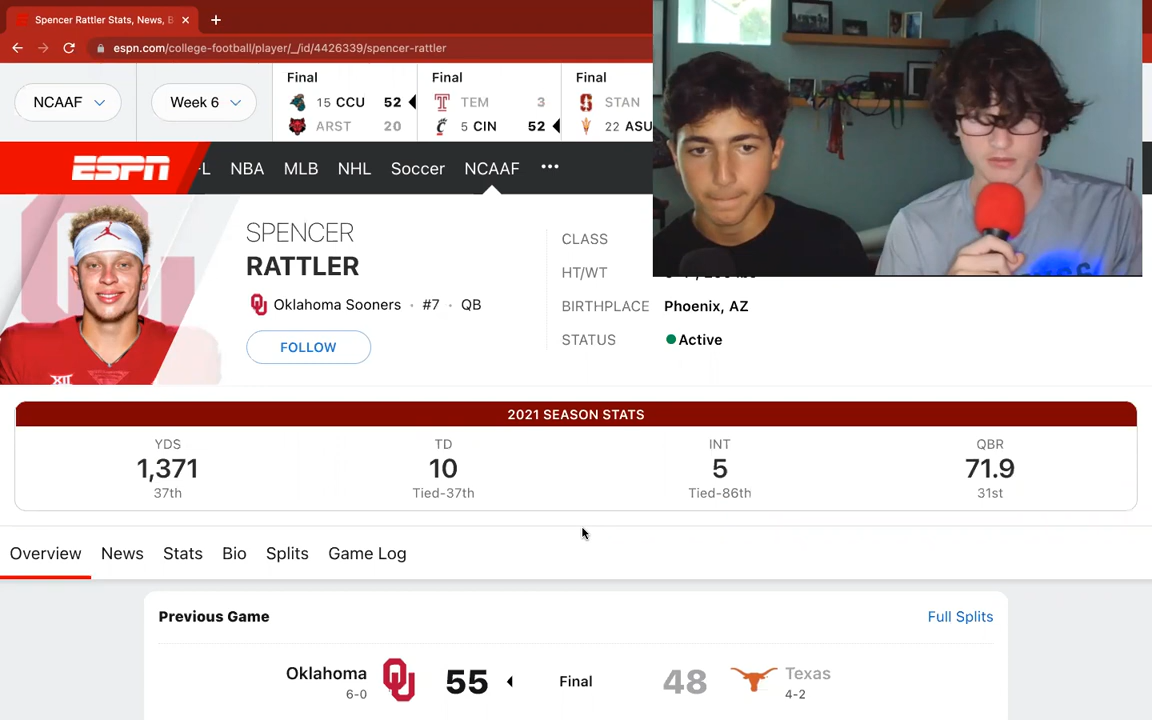 Spencer Rattler Stats, News, B
espn.com/college-football/player/_/id/4426339/spencer-rattler
NCAAF
Week 6
Final
15 CCU 52
ARST 20
Final
TEM 3
5 CIN 52
Final
STAN
22 ASU
ESPN
FL NBA MLB NHL Soccer NCAAF •••
SPENCER
RATTLER
Oklahoma Sooners · #7 · QB
FOLLOW
CLASS
HT/WT
BIRTHPLACE Phoenix, AZ
STATUS Active
2021 SEASON STATS
YDS
1,371
37th
TD
10
Tied-37th
INT
5
Tied-86th
QBR
71.9
31st
Overview News Stats Bio Splits Game Log
Previous Game
Full Splits
Oklahoma
6-0
55
Final
48
Texas
4-2